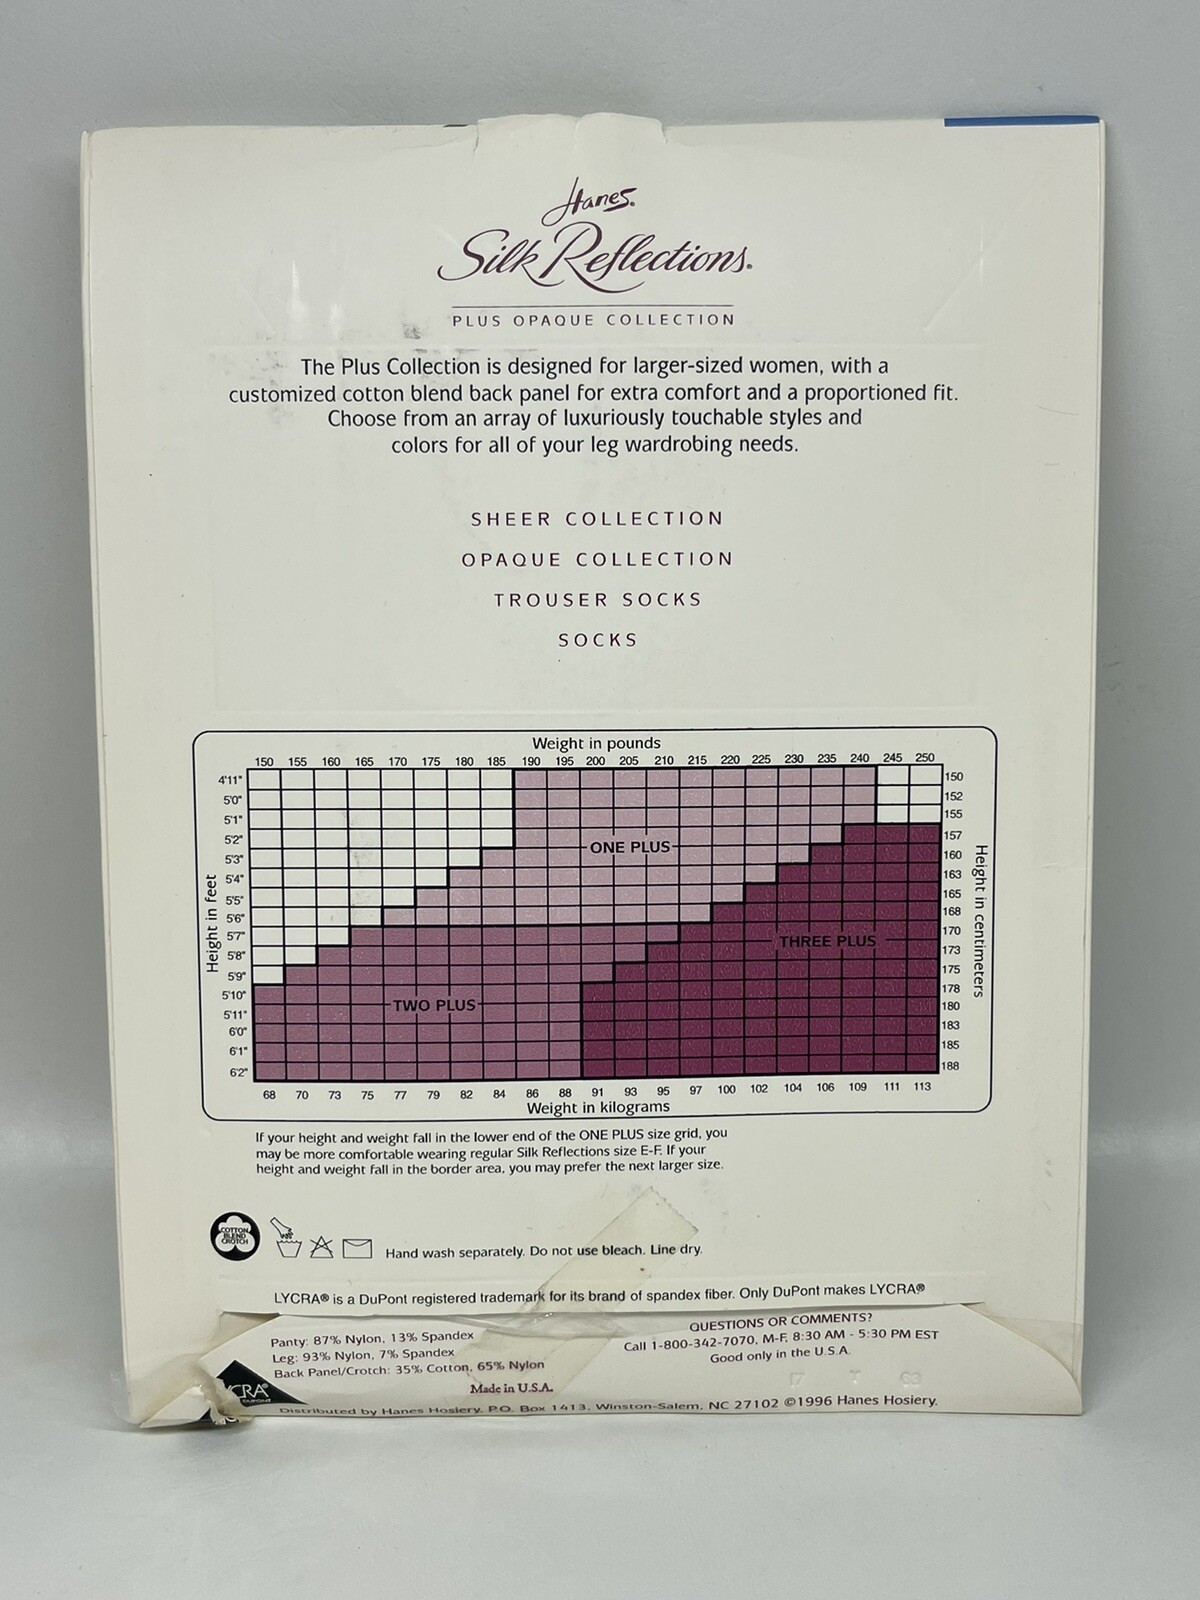 Hanes®
Silk Reflections®
PLUS OPAQUE COLLECTION
The Plus Collection is designed for larger-sized women, with a
customized cotton blend back panel for extra comfort and a proportioned fit.
Choose from an array of luxuriously touchable styles and
colors for all of your leg wardrobing needs.
SHEER COLLECTION
OPAQUE COLLECTION
TROUSER SOCKS
SOCKS
Weight in pounds
150 155 160 165 170 175 180 185 190 195 200 205 210 215 220 225 230 235 240 245 250
4'11" 150
5'0" 152
5'1" 155
5'2" 157
ONE PLUS
5'3" 160
5'4" 163
5'5" 165
5'6" 168
5'7" 170
THREE PLUS
5'8" 173
5'9" 175
5'10" 178
TWO PLUS
5'11" 180
6'0" 183
6'1" 185
6'2" 188
Height in feet
Height in centimeters
68 70 73 75 77 79 82 84 86 88 91 93 95 97 100 102 104 106 109 111 113
Weight in kilograms
If your height and weight fall in the lower end of the ONE PLUS size grid, you
may be more comfortable wearing regular Silk Reflections size E-F. If your
height and weight fall in the border area, you may prefer the next larger size.
COTTON
BLEND
CROTCH
Hand wash separately. Do not use bleach. Line dry.
LYCRA® is a DuPont registered trademark for its brand of spandex fiber. Only DuPont makes LYCRA®
Panty: 87% Nylon, 13% Spandex
Leg: 93% Nylon, 7% Spandex
Back Panel/Crotch: 35% Cotton, 65% Nylon
Made in U.S.A.
QUESTIONS OR COMMENTS?
Call 1-800-342-7070, M-F, 8:30 AM - 5:30 PM EST
Good only in the U.S.A.
Distributed by Hanes Hosiery, P.O. Box 1413, Winston-Salem, NC 27102 ©1996 Hanes Hosiery.